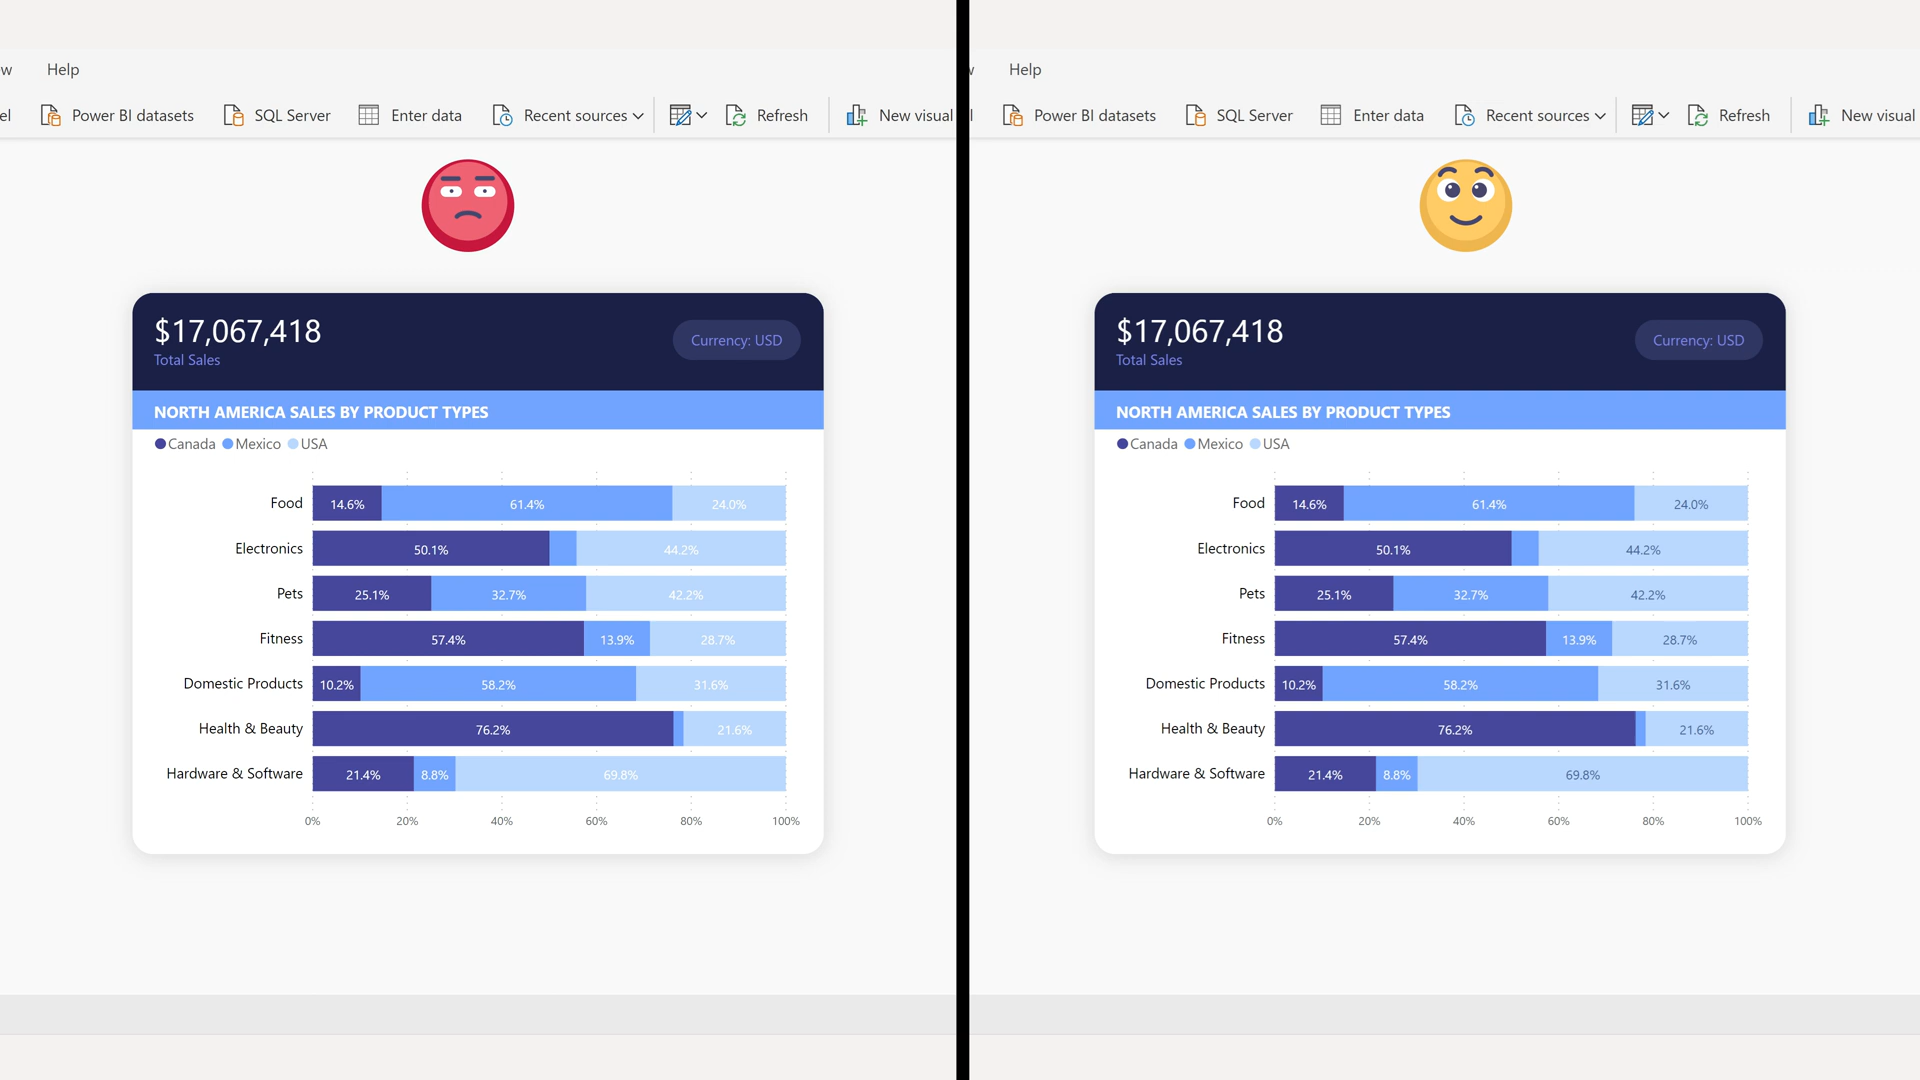 w Help
el Power BI datasets SQL Server Enter data Recent sources Refresh New visual
$17,067,418
Total Sales
Currency: USD
NORTH AMERICA SALES BY PRODUCT TYPES
Canada Mexico USA
Food 14.6% 61.4% 24.0%
Electronics 50.1% 44.2%
Pets 25.1% 32.7% 42.2%
Fitness 57.4% 13.9% 28.7%
Domestic Products 10.2% 58.2% 31.6%
Health & Beauty 76.2% 21.6%
Hardware & Software 21.4% 8.8% 69.8%
0% 20% 40% 60% 80% 100%
Help
Power BI datasets SQL Server Enter data Recent sources Refresh New visual
$17,067,418
Total Sales
Currency: USD
NORTH AMERICA SALES BY PRODUCT TYPES
Canada Mexico USA
Food 14.6% 61.4% 24.0%
Electronics 50.1% 44.2%
Pets 25.1% 32.7% 42.2%
Fitness 57.4% 13.9% 28.7%
Domestic Products 10.2% 58.2% 31.6%
Health & Beauty 76.2% 21.6%
Hardware & Software 21.4% 8.8% 69.8%
0% 20% 40% 60% 80% 100%